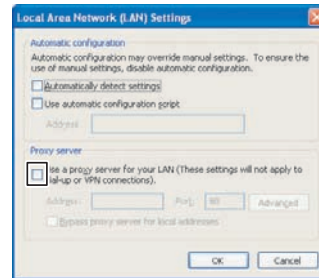 Local Area Network (LAN) Settings
Automatic configuration
Automatic configuration may override manual settings. To ensure the
use of manual settings, disable automatic configuration.
Automatically detect settings
Use automatic configuration script
Address
Proxy server
Use a proxy server for your LAN (These settings will not apply to
ial-up or VPN connections).
Address:
Port: 80
Advanced
Bypass proxy server for local addresses
OK
Cancel